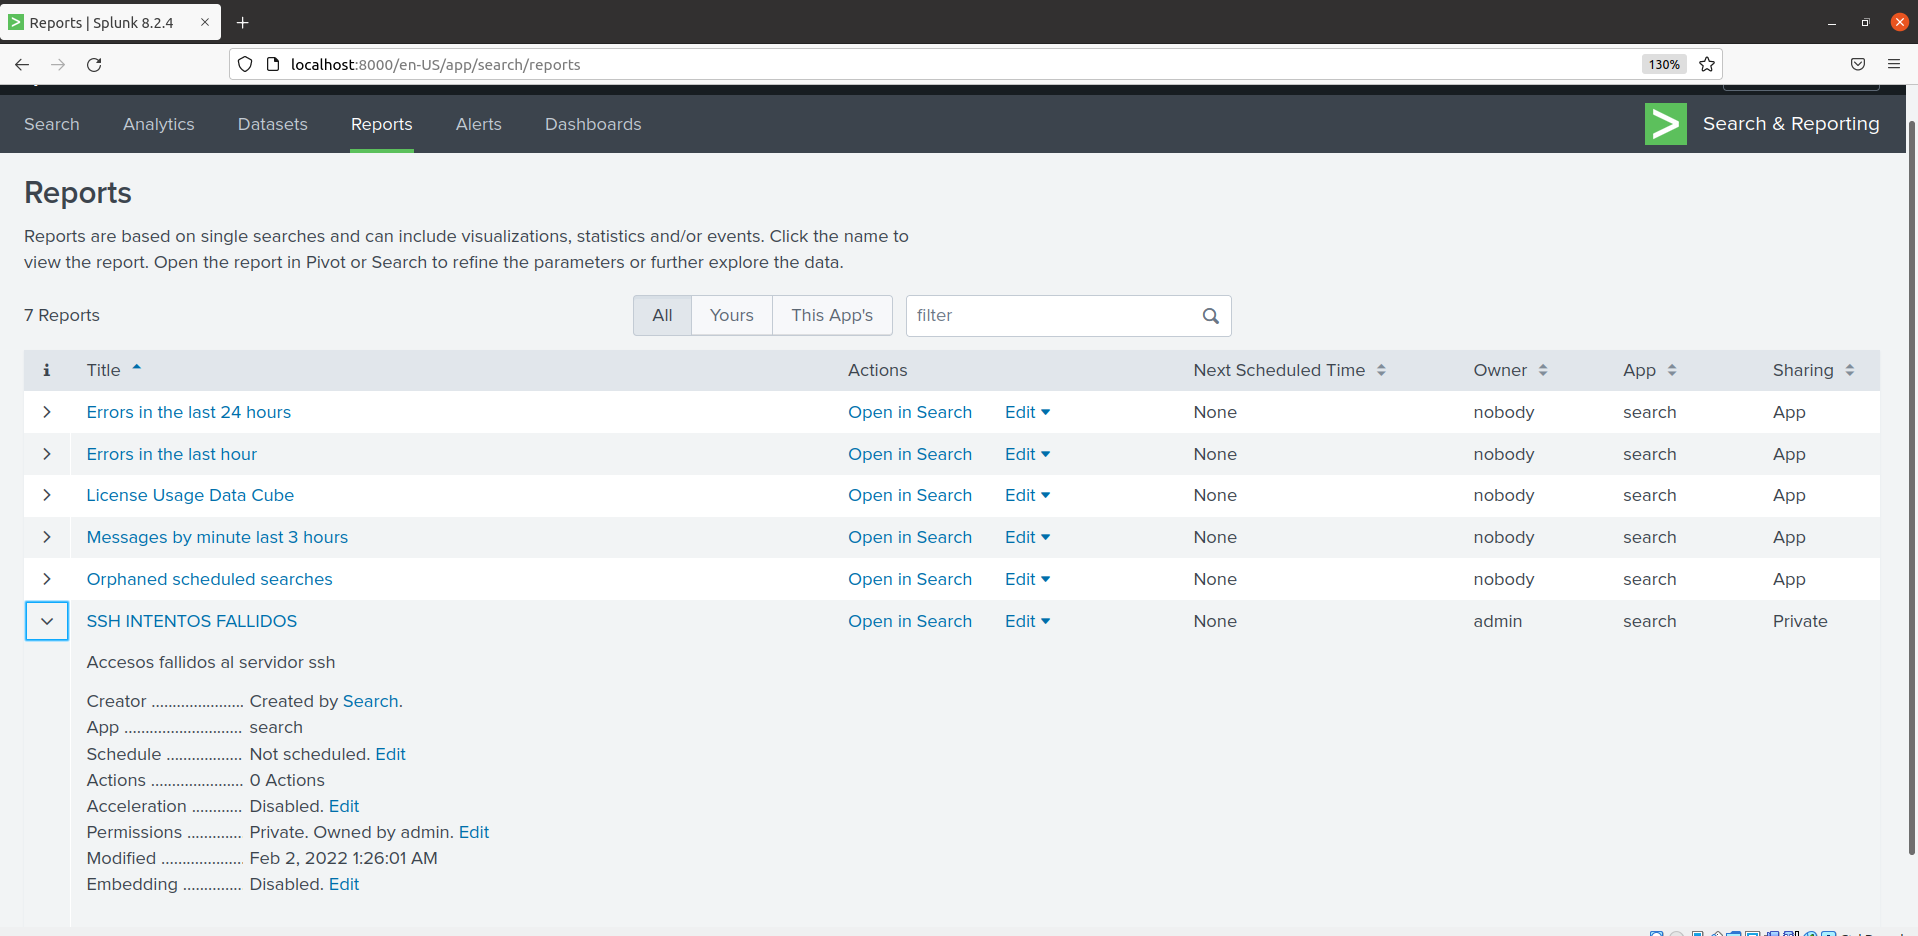 Reports | Splunk 8.2.4
localhost:8000/en-US/app/search/reports
130%
Search Analytics Datasets Reports Alerts Dashboards
Search & Reporting
Reports
Reports are based on single searches and can include visualizations, statistics and/or events. Click the name to
view the report. Open the report in Pivot or Search to refine the parameters or further explore the data.
7 Reports All Yours This App's filter
i Title Actions Next Scheduled Time Owner App Sharing
Errors in the last 24 hours Open in Search Edit None nobody search App
Errors in the last hour Open in Search Edit None nobody search App
License Usage Data Cube Open in Search Edit None nobody search App
Messages by minute last 3 hours Open in Search Edit None nobody search App
Orphaned scheduled searches Open in Search Edit None nobody search App
SSH INTENTOS FALLIDOS Open in Search Edit None admin search Private
Accesos fallidos al servidor ssh
Creator ...................... Created by Search.
App ............................ search
Schedule .................. Not scheduled. Edit
Actions ...................... 0 Actions
Acceleration ............ Disabled. Edit
Permissions ............. Private. Owned by admin. Edit
Modified .................... Feb 2, 2022 1:26:01 AM
Embedding .............. Disabled. Edit